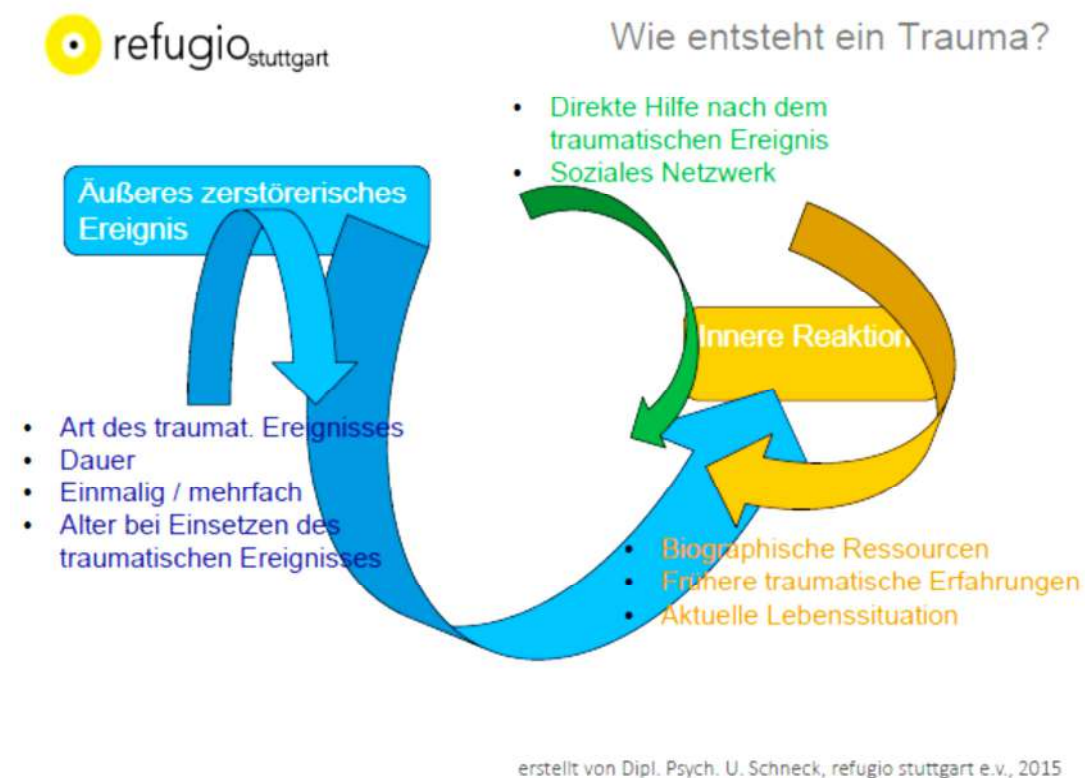 refugio stuttgart
Wie entsteht ein Trauma?
• Direkte Hilfe nach dem
traumatischen Ereignis
• Soziales Netzwerk
Äußeres zerstörerisches
Ereignis
Innere Reaktion
• Art des traumat. Ereignisses
• Dauer
• Einmalig / mehrfach
• Alter bei Einsetzen des
traumatischen Ereignisses
• Biographische Ressourcen
• Frühere traumatische Erfahrungen
• Aktuelle Lebenssituation
erstellt von Dipl. Psych. U. Schneck, refugio stuttgart e.v., 2015